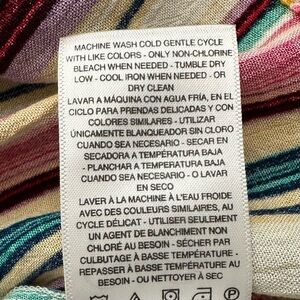 MACHINE WASH COLD GENTLE CYCLE
WITH LIKE COLORS - ONLY NON-CHLORINE
BLEACH WHEN NEEDED - TUMBLE DRY
LOW - COOL IRON WHEN NEEDED - OR
DRY CLEAN
LAVAR A MÁQUINA CON AGUA FRÍA, EN EL
CICLO PARA PRENDAS DELICADAS Y CON
COLORES SIMILARES - UTILIZAR
ÚNICAMENTE BLANQUEADOR SIN CLORO
CUANDO SEA NECESARIO - SECAR EN
SECADORA A TEMPERATURA BAJA
- PLANCHAR A TEMPERATURA BAJA
CUANDO SEA NECESARIO - O LAVAR
EN SECO
LAVER À LA MACHINE À L'EAU FROIDE
AVEC DES COULEURS SIMILAIRES, AU
CYCLE DÉLICAT - UTILISER SEULEMENT
UN AGENT DE BLANCHIMENT NON
CHLORÉ AU BESOIN - SÉCHER PAR
CULBUTAGE À BASSE TEMPÉRATURE -
REPASSER À BASSE TEMPÉRATURE AU
BESOIN - OU NETTOYER À SEC